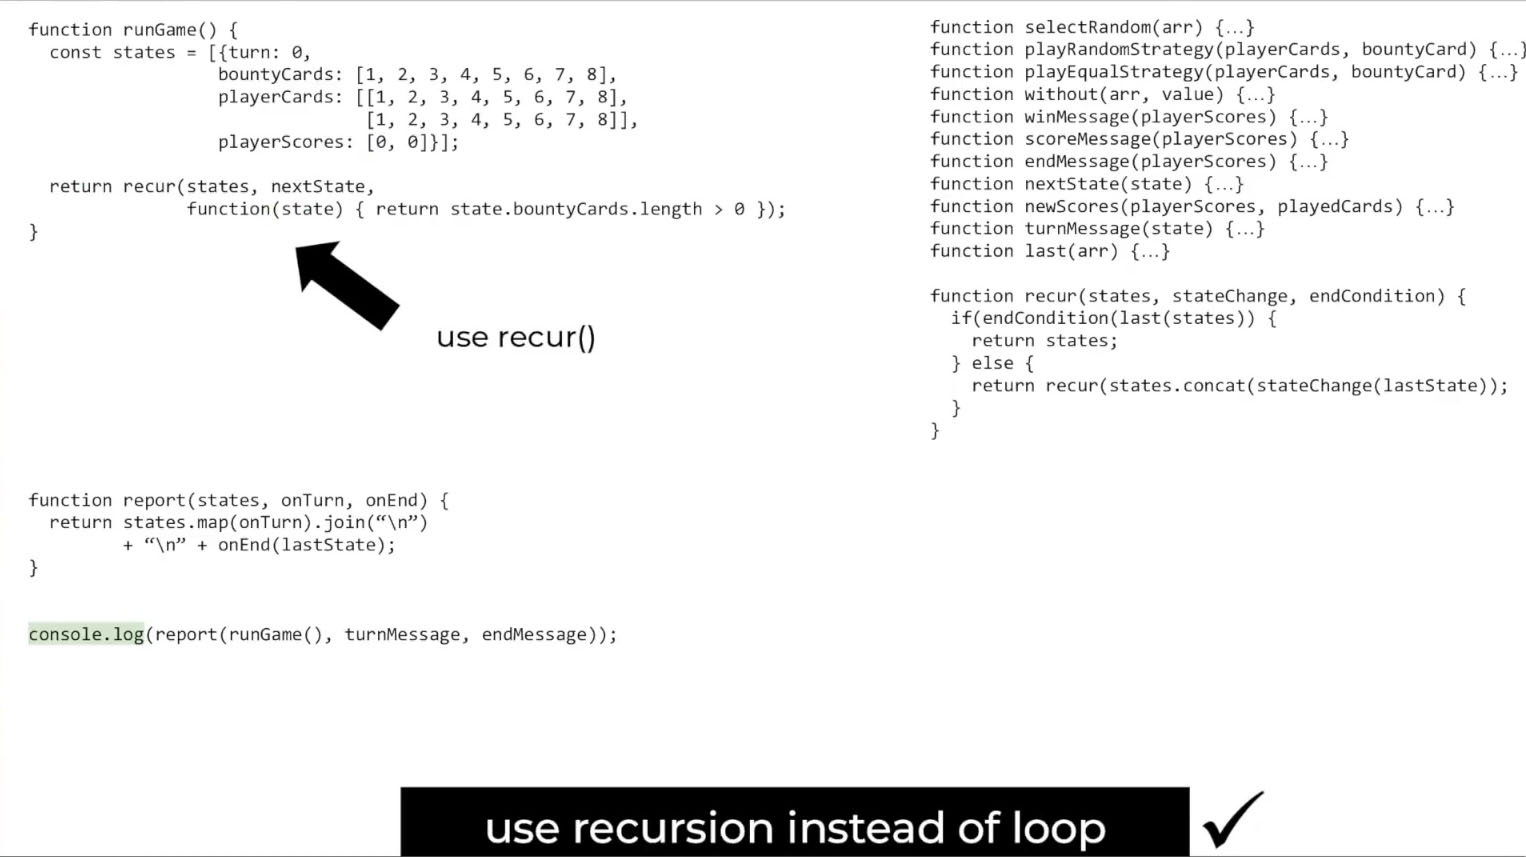 function runGame() {
const states = [{turn: 0,
bountyCards: [1, 2, 3, 4, 5, 6, 7, 8],
playerCards: [[1, 2, 3, 4, 5, 6, 7, 8],
[1, 2, 3, 4, 5, 6, 7, 8]],
playerScores: [0, 0]}];
return recur(states, nextState,
function(state) { return state.bountyCards.length > 0 });
}
use recur()
function report(states, onTurn, onEnd) {
return states.map(onTurn).join(“\n”)
+ “\n” + onEnd(lastState);
}
console.log(report(runGame(), turnMessage, endMessage));
function selectRandom(arr) {…}
function playRandomStrategy(playerCards, bountyCard) {…}
function playEqualStrategy(playerCards, bountyCard) {…}
function without(arr, value) {…}
function winMessage(playerScores) {…}
function scoreMessage(playerScores) {…}
function endMessage(playerScores) {…}
function nextState(state) {…}
function newScores(playerScores, playedCards) {…}
function turnMessage(state) {…}
function last(arr) {…}
function recur(states, stateChange, endCondition) {
if(endCondition(last(states)) {
return states;
} else {
return recur(states.concat(stateChange(lastState));
}
}
use recursion instead of loop